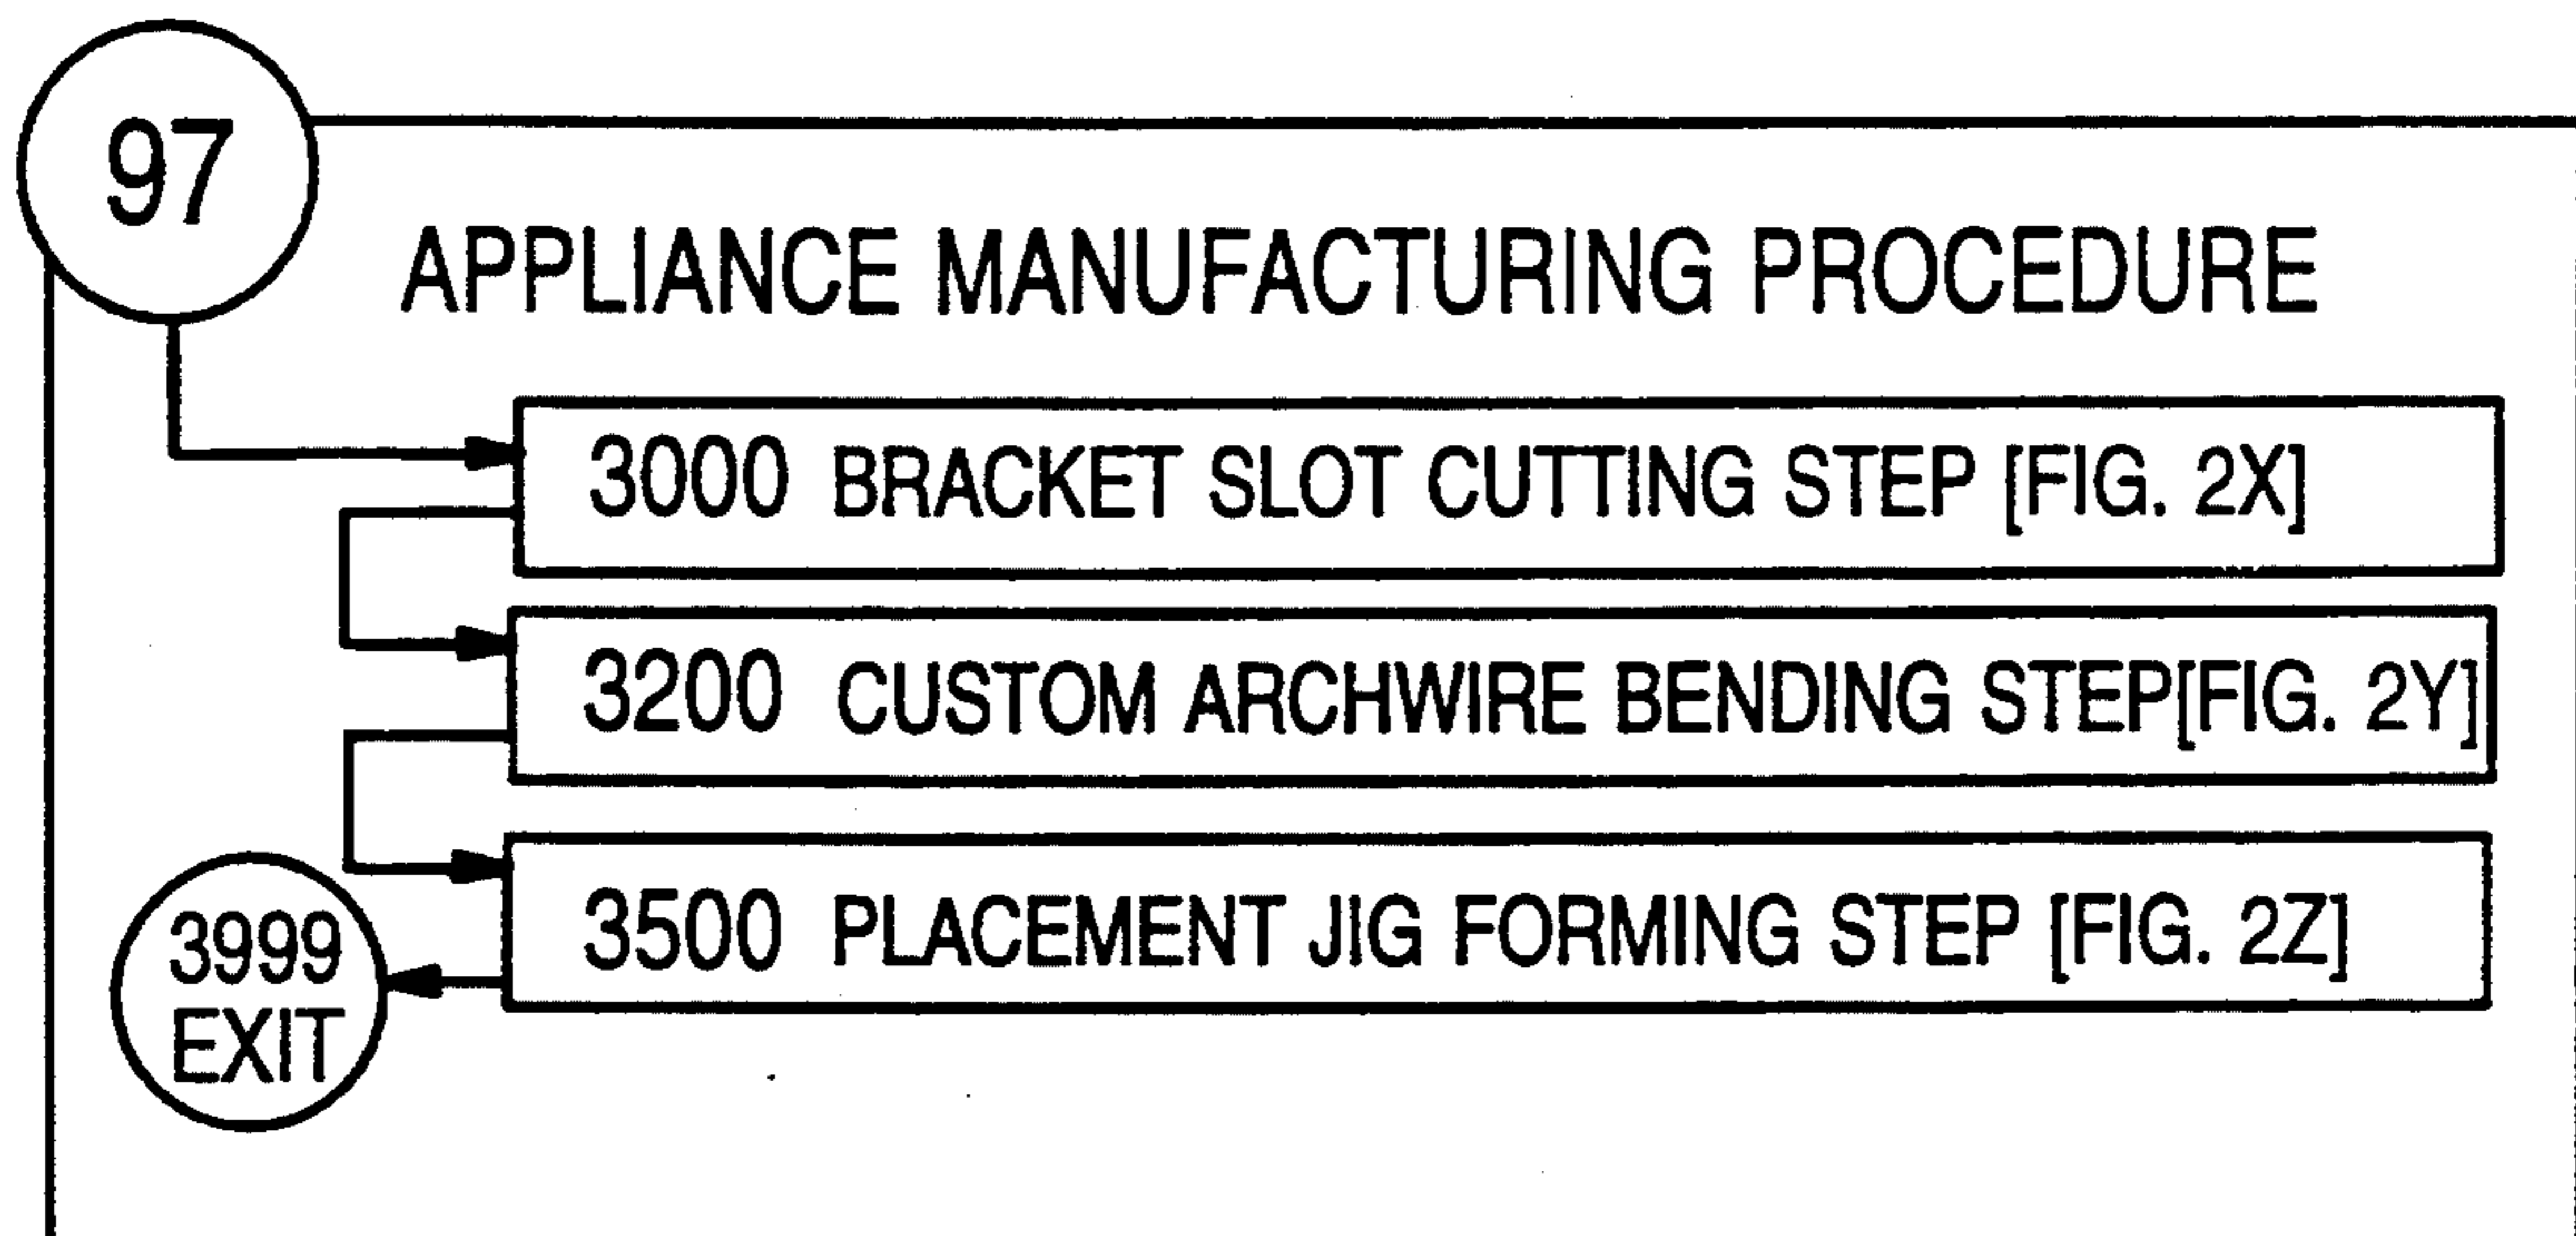 97
APPLIANCE MANUFACTURING PROCEDURE
3000 BRACKET SLOT CUTTING STEP [FIG. 2X]
3200 CUSTOM ARCHWIRE BENDING STEP[FIG. 2Y]
3500 PLACEMENT JIG FORMING STEP [FIG. 2Z]
3999
EXIT